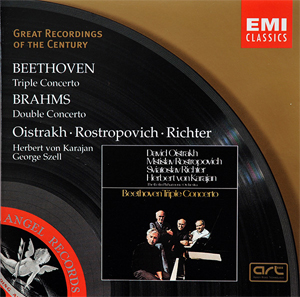 GREAT RECORDINGS
OF THE CENTURY
EMI
CLASSICS
BEETHOVEN
Triple Concerto
BRAHMS
Double Concerto
Oistrakh · Rostropovich · Richter
Herbert von Karajan
George Szell
David Oistrakh
Mstislav Rostropovich
Sviatoslav Richter
Herbert von Karajan
Beethoven Triple Concerto
ANGEL RECORDS
art